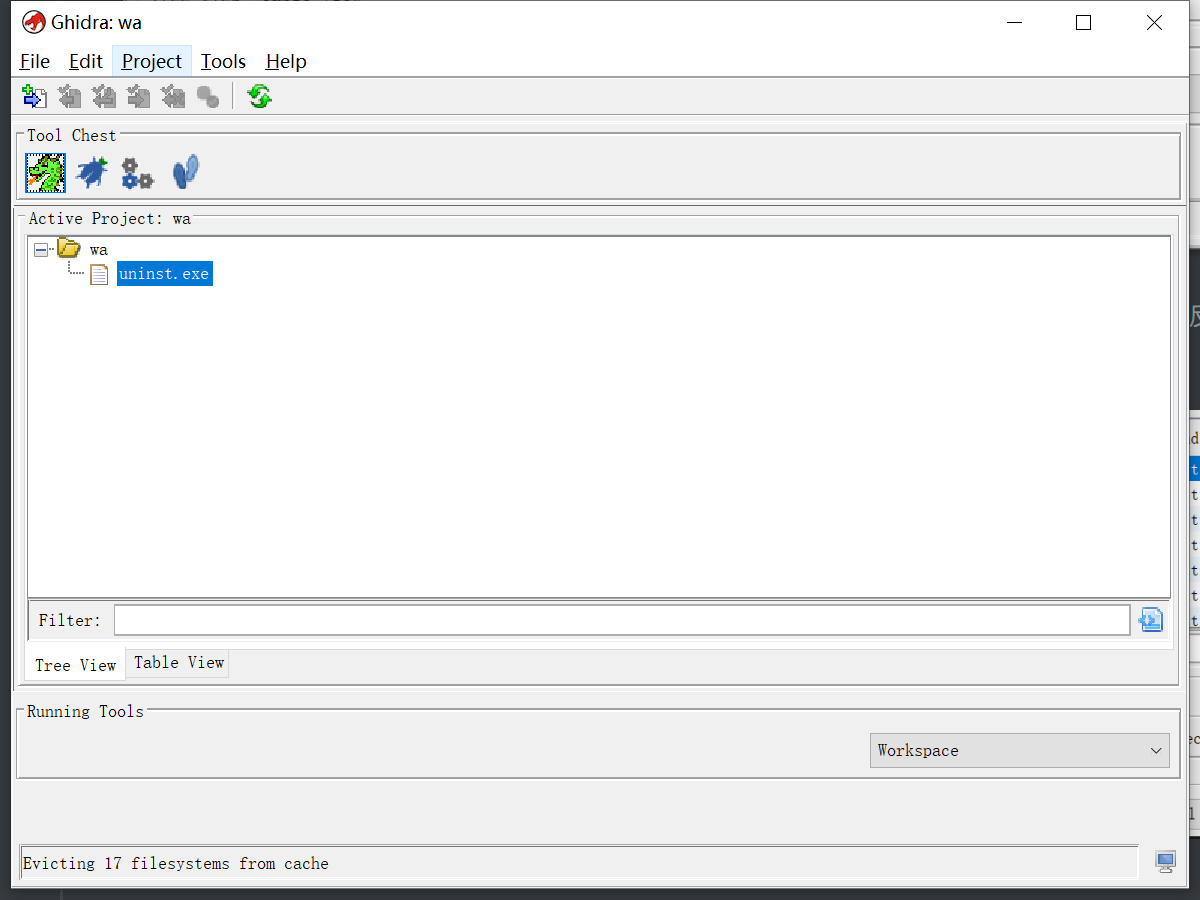 Ghidra: wa
File Edit Project Tools Help
Tool Chest
Active Project: wa
wa
uninst.exe
Filter:
Tree View Table View
Running Tools
Workspace
Evicting 17 filesystems from cache